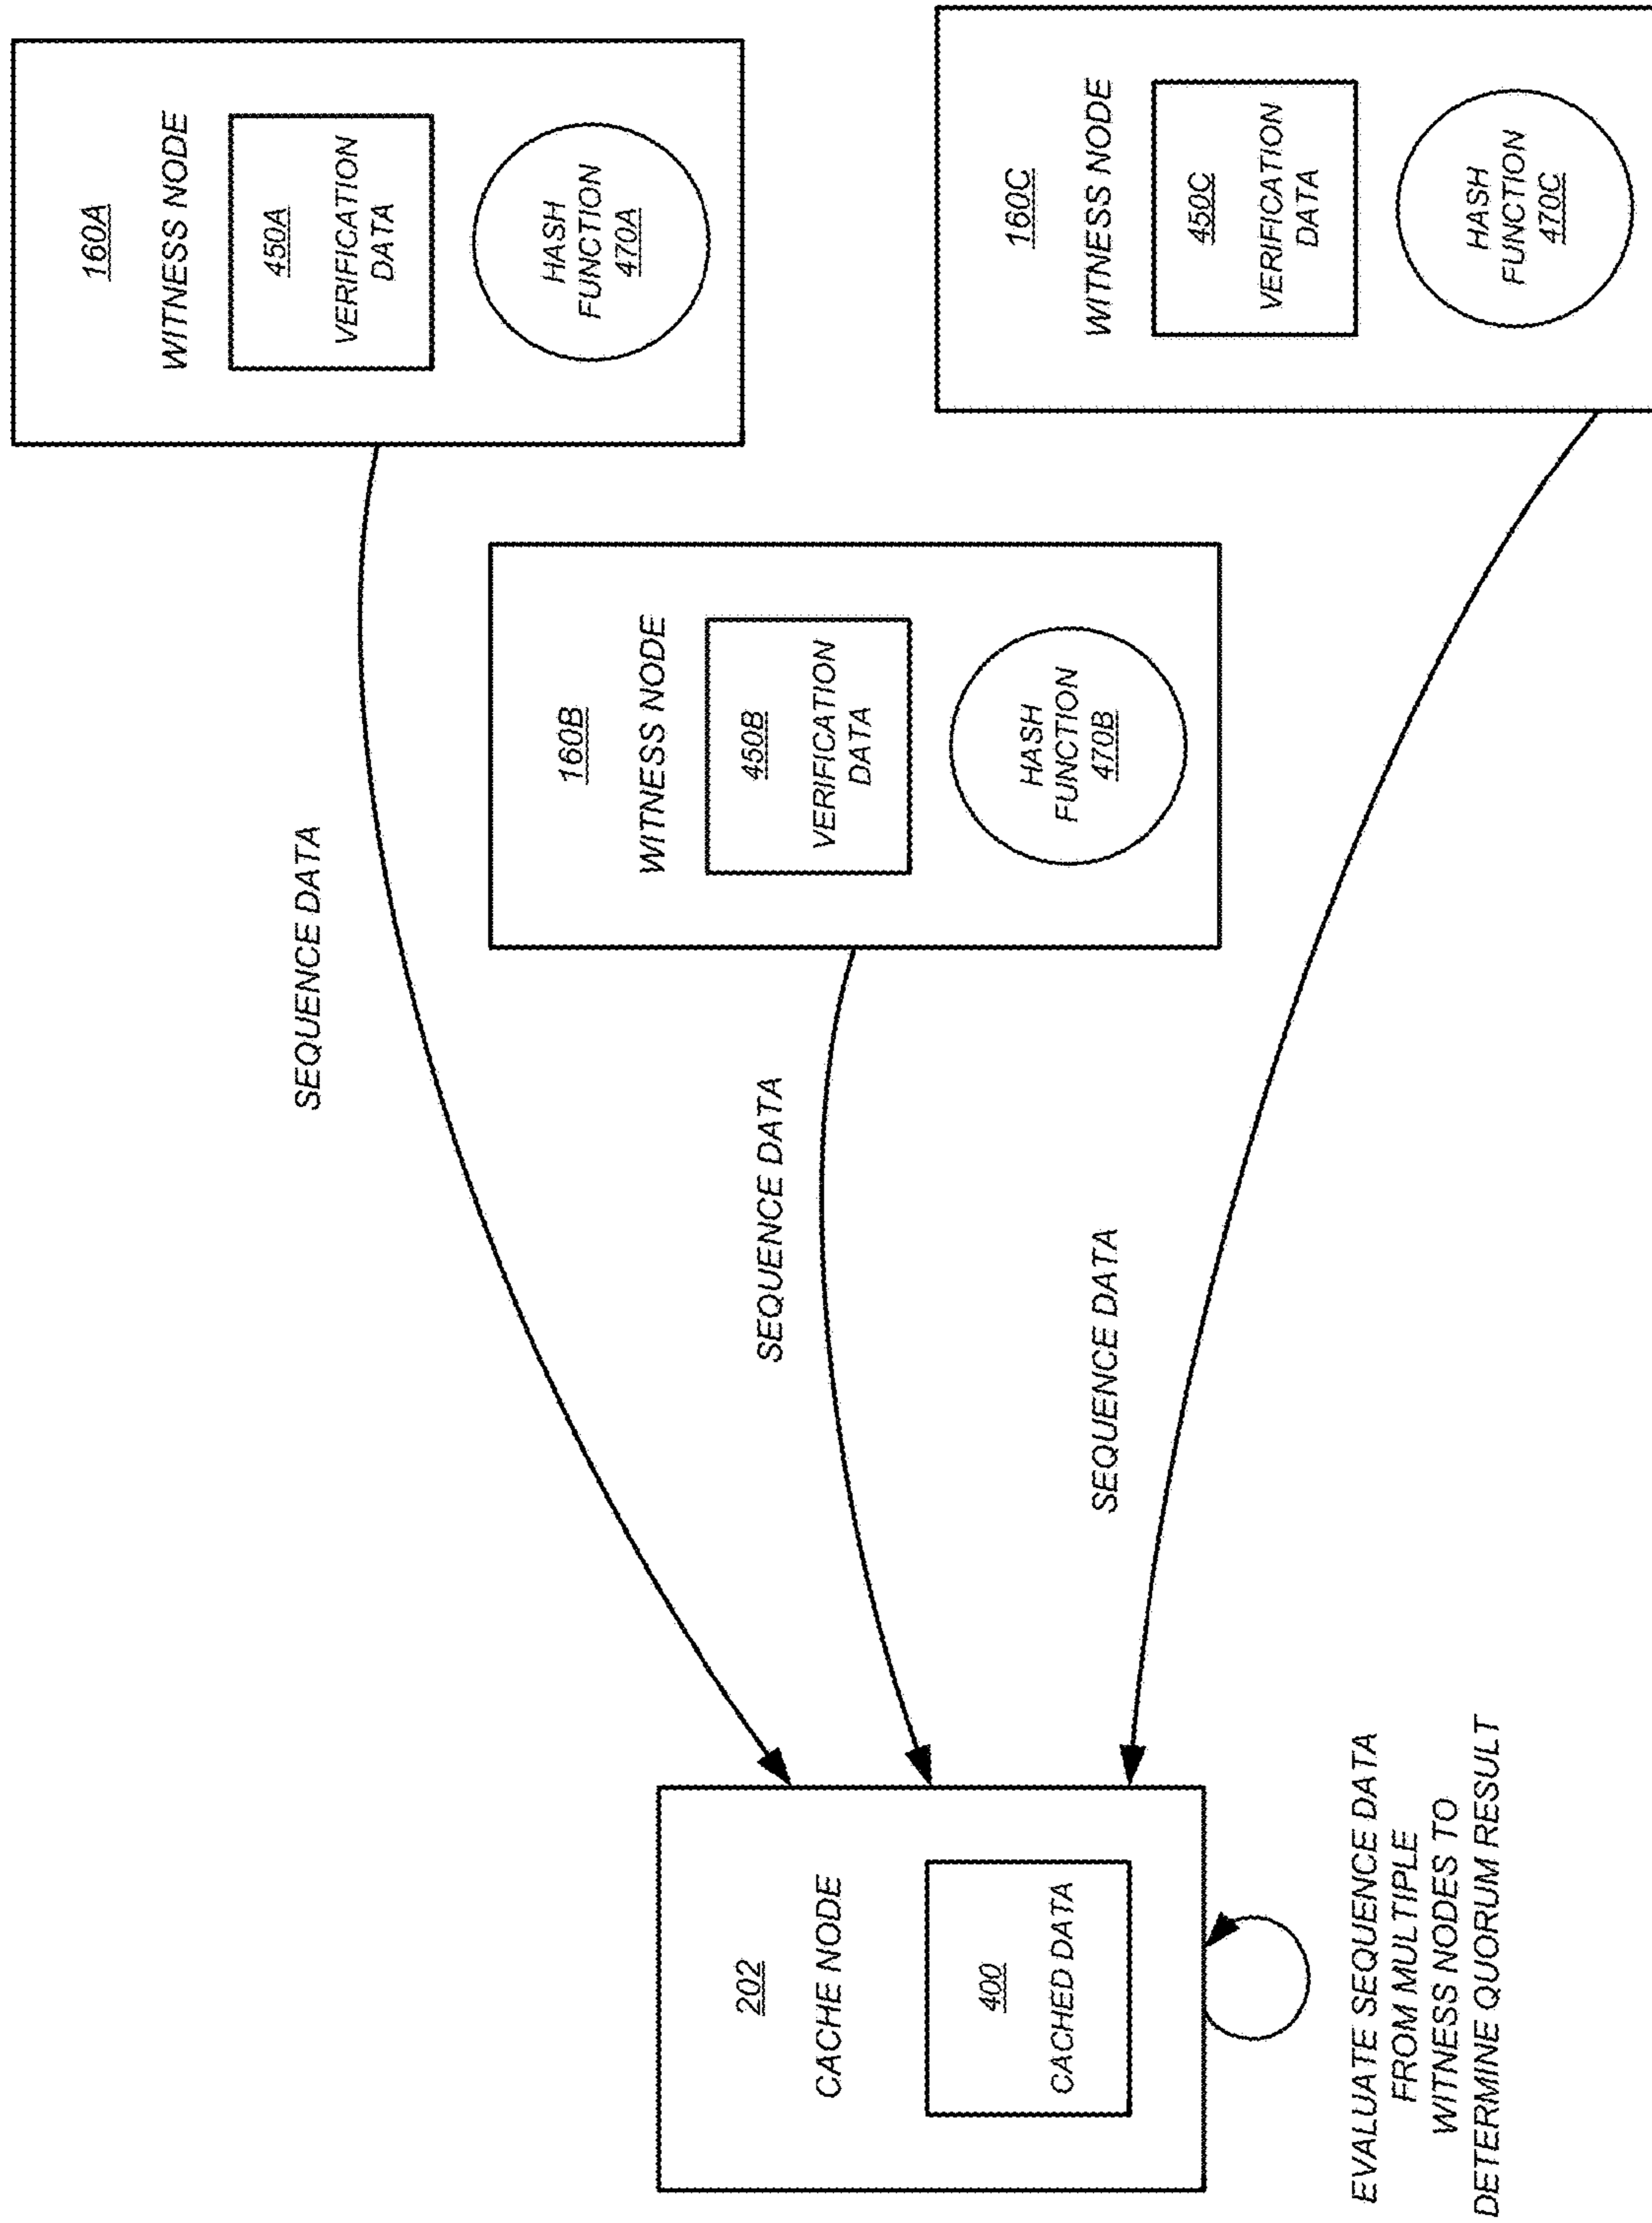 160A
WITNESS NODE
450A
VERIFICATION
DATA
HASH
FUNCTION
470A
SEQUENCE DATA
160B
WITNESS NODE
450B
VERIFICATION
DATA
HASH
FUNCTION
470B
SEQUENCE DATA
160C
WITNESS NODE
450C
VERIFICATION
DATA
HASH
FUNCTION
470C
SEQUENCE DATA
202
CACHE NODE
400
CACHED DATA
EVALUATE SEQUENCE DATA
FROM MULTIPLE
WITNESS NODES TO
DETERMINE QUORUM RESULT